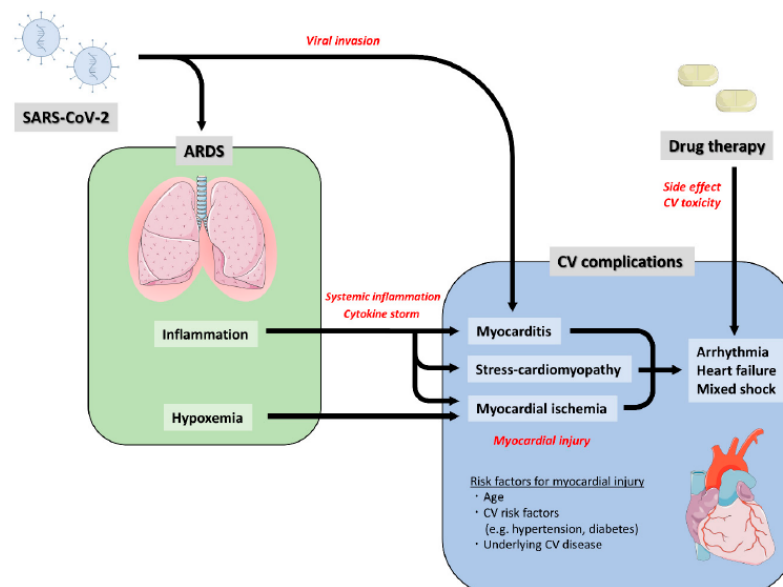 Viral invasion
SARS-CoV-2
ARDS
Drug therapy
Side effect
CV toxicity
CV complications
Systemic inflammation
Cytokine storm
Inflammation
Myocarditis
Stress-cardiomyopathy
Arrhythmia
Heart failure
Mixed shock
Hypoxemia
Myocardial ischemia
Myocardial injury
Risk factors for myocardial injury
・ Age
・ CV risk factors
(e.g. hypertension, diabetes)
・ Underlying CV disease